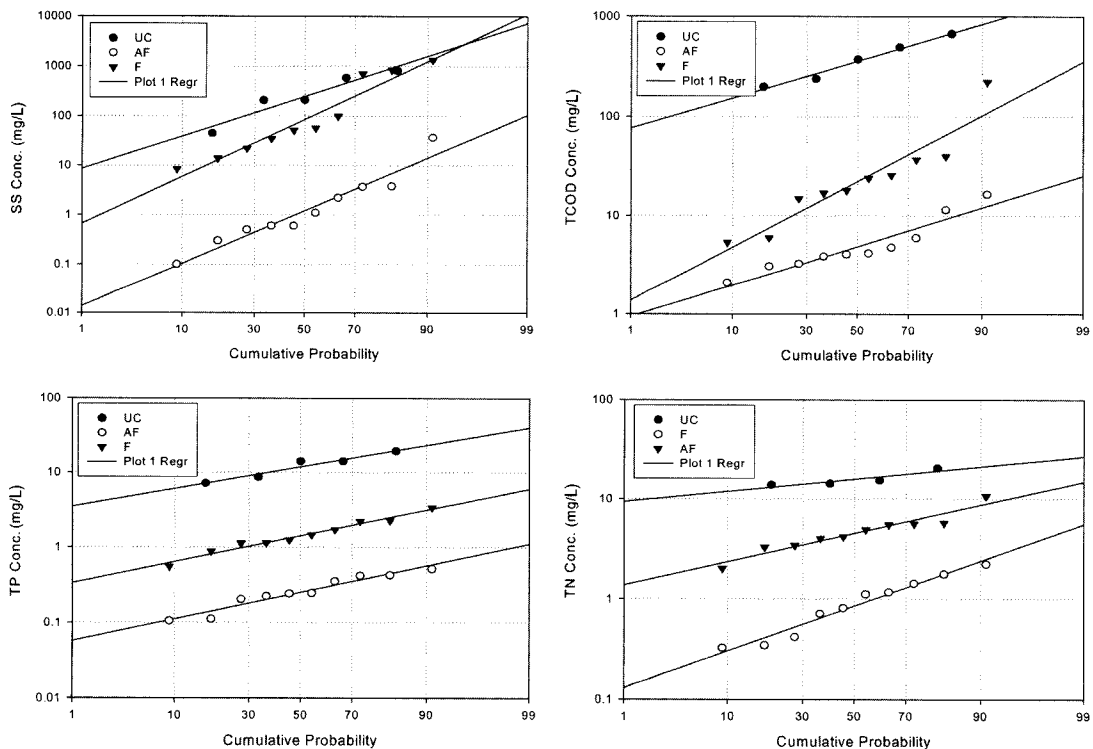 UC
AF
F
Plot 1 Regr
10000
1000
100
10
1
0.1
0.01
SS Conc. (mg/L)
1 10 30 50 70 90 99
Cumulative Probability
UC
AF
F
Plot 1 Regr
1000
100
10
1
TCOD Conc. (mg/L)
1 10 30 50 70 90 99
Cumulative Probability
UC
AF
F
Plot 1 Regr
100
10
1
0.1
0.01
TP Conc. (mg/L)
1 10 30 50 70 90 99
Cumulative Probability
UC
F
AF
Plot 1 Regr
100
10
1
0.1
TN Conc. (mg/L)
1 10 30 50 70 90 99
Cumulative Probability